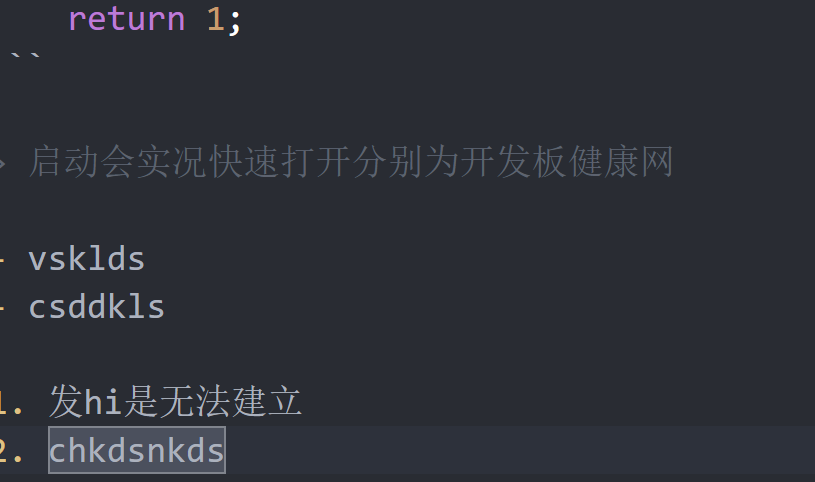 return 1;
``
> 启动会实况快速打开分别为开发板健康网
- vsklds
- csddkls
1. 发hi是无法建立
2. chkdsnkds